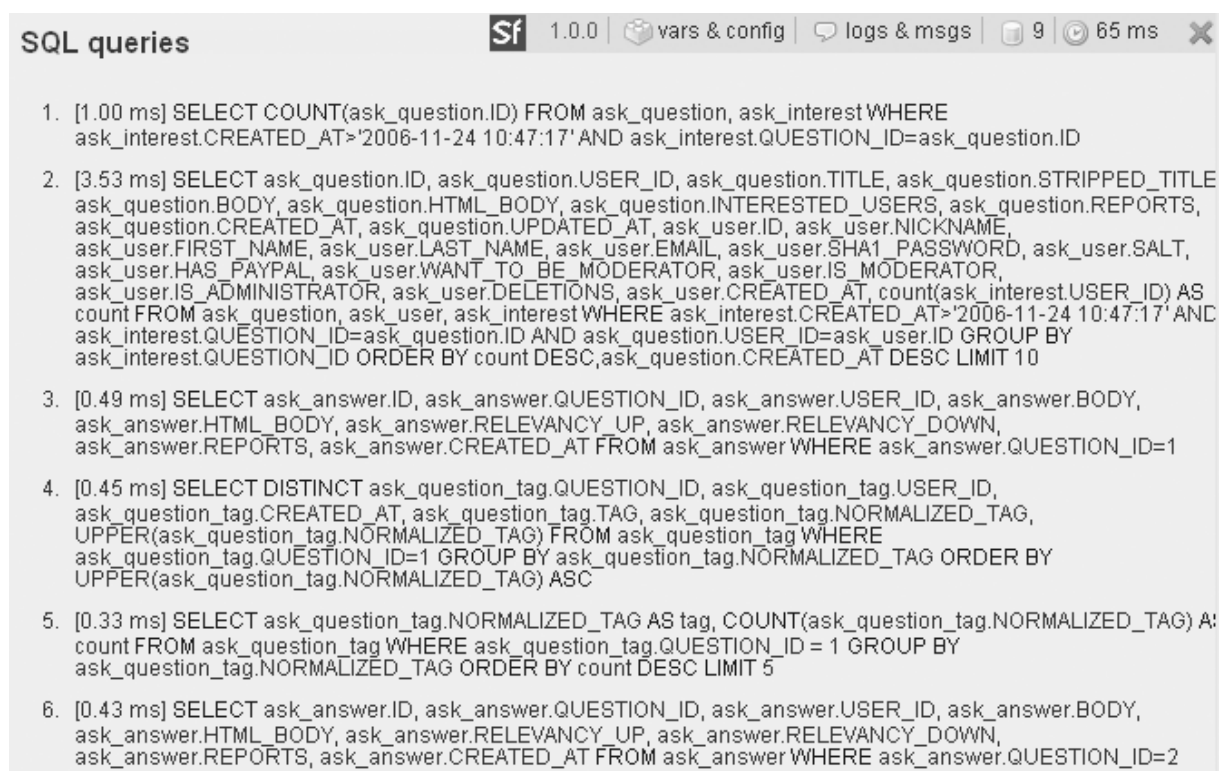 SQL queries
Sf 1.0.0 | vars & config | logs & msgs | 9 | 65 ms
1. [1.00 ms] SELECT COUNT(ask_question.ID) FROM ask_question, ask_interest WHERE
ask_interest.CREATED_AT>'2006-11-24 10:47:17' AND ask_interest.QUESTION_ID=ask_question.ID
2. [3.53 ms] SELECT ask_question.ID, ask_question.USER_ID, ask_question.TITLE, ask_question.STRIPPED_TITLE
ask_question.BODY, ask_question.HTML_BODY, ask_question.INTERESTED_USERS, ask_question.REPORTS,
ask_question.CREATED_AT, ask_question.UPDATED_AT, ask_user.ID, ask_user.NICKNAME,
ask_user.FIRST_NAME, ask_user.LAST_NAME, ask_user.EMAIL, ask_user.SHA1_PASSWORD, ask_user.SALT,
ask_user.HAS_PAYPAL, ask_user.WANT_TO_BE_MODERATOR, ask_user.IS_MODERATOR,
ask_user.IS_ADMINISTRATOR, ask_user.DELETIONS, ask_user.CREATED_AT, count(ask_interest.USER_ID) AS
count FROM ask_question, ask_user, ask_interest WHERE ask_interest.CREATED_AT>'2006-11-24 10:47:17' AND
ask_interest.QUESTION_ID=ask_question.ID AND ask_question.USER_ID=ask_user.ID GROUP BY
ask_interest.QUESTION_ID ORDER BY count DESC,ask_question.CREATED_AT DESC LIMIT 10
3. [0.49 ms] SELECT ask_answer.ID, ask_answer.QUESTION_ID, ask_answer.USER_ID, ask_answer.BODY,
ask_answer.HTML_BODY, ask_answer.RELEVANCY_UP, ask_answer.RELEVANCY_DOWN,
ask_answer.REPORTS, ask_answer.CREATED_AT FROM ask_answer WHERE ask_answer.QUESTION_ID=1
4. [0.45 ms] SELECT DISTINCT ask_question_tag.QUESTION_ID, ask_question_tag.USER_ID,
ask_question_tag.CREATED_AT, ask_question_tag.TAG, ask_question_tag.NORMALIZED_TAG,
UPPER(ask_question_tag.NORMALIZED_TAG) FROM ask_question_tag WHERE
ask_question_tag.QUESTION_ID=1 GROUP BY ask_question_tag.NORMALIZED_TAG ORDER BY
UPPER(ask_question_tag.NORMALIZED_TAG) ASC
5. [0.33 ms] SELECT ask_question_tag.NORMALIZED_TAG AS tag, COUNT(ask_question_tag.NORMALIZED_TAG)
count FROM ask_question_tag WHERE ask_question_tag.QUESTION_ID = 1 GROUP BY
ask_question_tag.NORMALIZED_TAG ORDER BY count DESC LIMIT 5
6. [0.43 ms] SELECT ask_answer.ID, ask_answer.QUESTION_ID, ask_answer.USER_ID, ask_answer.BODY,
ask_answer.HTML_BODY, ask_answer.RELEVANCY_UP, ask_answer.RELEVANCY_DOWN,
ask_answer.REPORTS, ask_answer.CREATED_AT FROM ask_answer WHERE ask_answer.QUESTION_ID=2